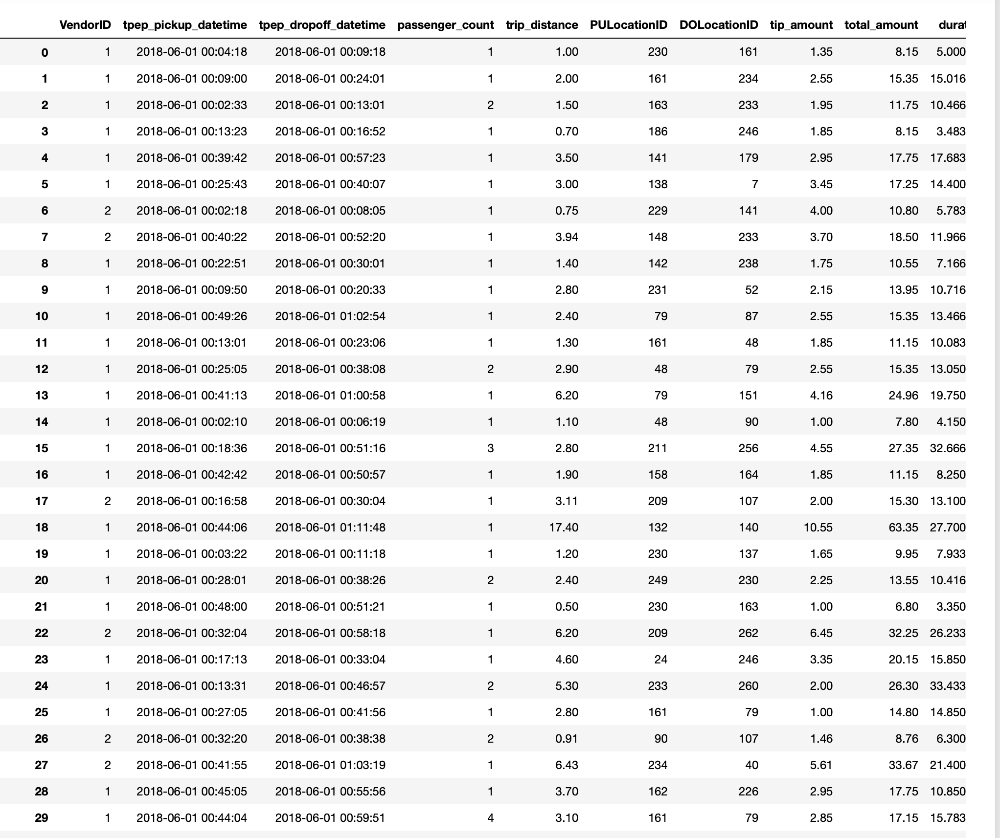 VendorID tpep_pickup_datetime tpep_dropoff_datetime passenger_count trip_distance PULocationID DOLocationID tip_amount total_amount durat
0 1 2018-06-01 00:04:18 2018-06-01 00:09:18 1 1.00 230 161 1.35 8.15 5.000
1 1 2018-06-01 00:09:00 2018-06-01 00:24:01 1 2.00 161 234 2.55 15.35 15.016
2 1 2018-06-01 00:02:33 2018-06-01 00:13:01 2 1.50 163 233 1.95 11.75 10.466
3 1 2018-06-01 00:13:23 2018-06-01 00:16:52 1 0.70 186 246 1.85 8.15 3.483
4 1 2018-06-01 00:39:42 2018-06-01 00:57:23 1 3.50 141 179 2.95 17.75 17.683
5 1 2018-06-01 00:25:43 2018-06-01 00:40:07 1 3.00 138 7 3.45 17.25 14.400
6 2 2018-06-01 00:02:18 2018-06-01 00:08:05 1 0.75 229 141 4.00 10.80 5.783
7 2 2018-06-01 00:40:22 2018-06-01 00:52:20 1 3.94 148 233 3.70 18.50 11.966
8 1 2018-06-01 00:22:51 2018-06-01 00:30:01 1 1.40 142 238 1.75 10.55 7.166
9 1 2018-06-01 00:09:50 2018-06-01 00:20:33 1 2.80 231 52 2.15 13.95 10.716
10 1 2018-06-01 00:49:26 2018-06-01 01:02:54 1 2.40 79 87 2.55 15.35 13.466
11 1 2018-06-01 00:13:01 2018-06-01 00:23:06 1 1.30 161 48 1.85 11.15 10.083
12 1 2018-06-01 00:25:05 2018-06-01 00:38:08 2 2.90 48 79 2.55 15.35 13.050
13 1 2018-06-01 00:41:13 2018-06-01 01:00:58 1 6.20 79 151 4.16 24.96 19.750
14 1 2018-06-01 00:02:10 2018-06-01 00:06:19 1 1.10 48 90 1.00 7.80 4.150
15 1 2018-06-01 00:18:36 2018-06-01 00:51:16 3 2.80 211 256 4.55 27.35 32.666
16 1 2018-06-01 00:42:42 2018-06-01 00:50:57 1 1.90 158 164 1.85 11.15 8.250
17 2 2018-06-01 00:16:58 2018-06-01 00:30:04 1 3.11 209 107 2.00 15.30 13.100
18 1 2018-06-01 00:44:06 2018-06-01 01:11:48 1 17.40 132 140 10.55 63.35 27.700
19 1 2018-06-01 00:03:22 2018-06-01 00:11:18 1 1.20 230 137 1.65 9.95 7.933
20 1 2018-06-01 00:28:01 2018-06-01 00:38:26 2 2.40 249 230 2.25 13.55 10.416
21 1 2018-06-01 00:48:00 2018-06-01 00:51:21 1 0.50 230 163 1.00 6.80 3.350
22 2 2018-06-01 00:32:04 2018-06-01 00:58:18 1 6.20 209 262 6.45 32.25 26.233
23 1 2018-06-01 00:17:13 2018-06-01 00:33:04 1 4.60 24 246 3.35 20.15 15.850
24 1 2018-06-01 00:13:31 2018-06-01 00:46:57 2 5.30 233 260 2.00 26.30 33.433
25 1 2018-06-01 00:27:05 2018-06-01 00:41:56 1 2.80 161 79 1.00 14.80 14.850
26 2 2018-06-01 00:32:20 2018-06-01 00:38:38 2 0.91 90 107 1.46 8.76 6.300
27 2 2018-06-01 00:41:55 2018-06-01 01:03:19 1 6.43 234 40 5.61 33.67 21.400
28 1 2018-06-01 00:45:05 2018-06-01 00:55:56 1 3.70 162 226 2.95 17.75 10.850
29 1 2018-06-01 00:44:04 2018-06-01 00:59:51 4 3.10 161 79 2.85 17.15 15.783